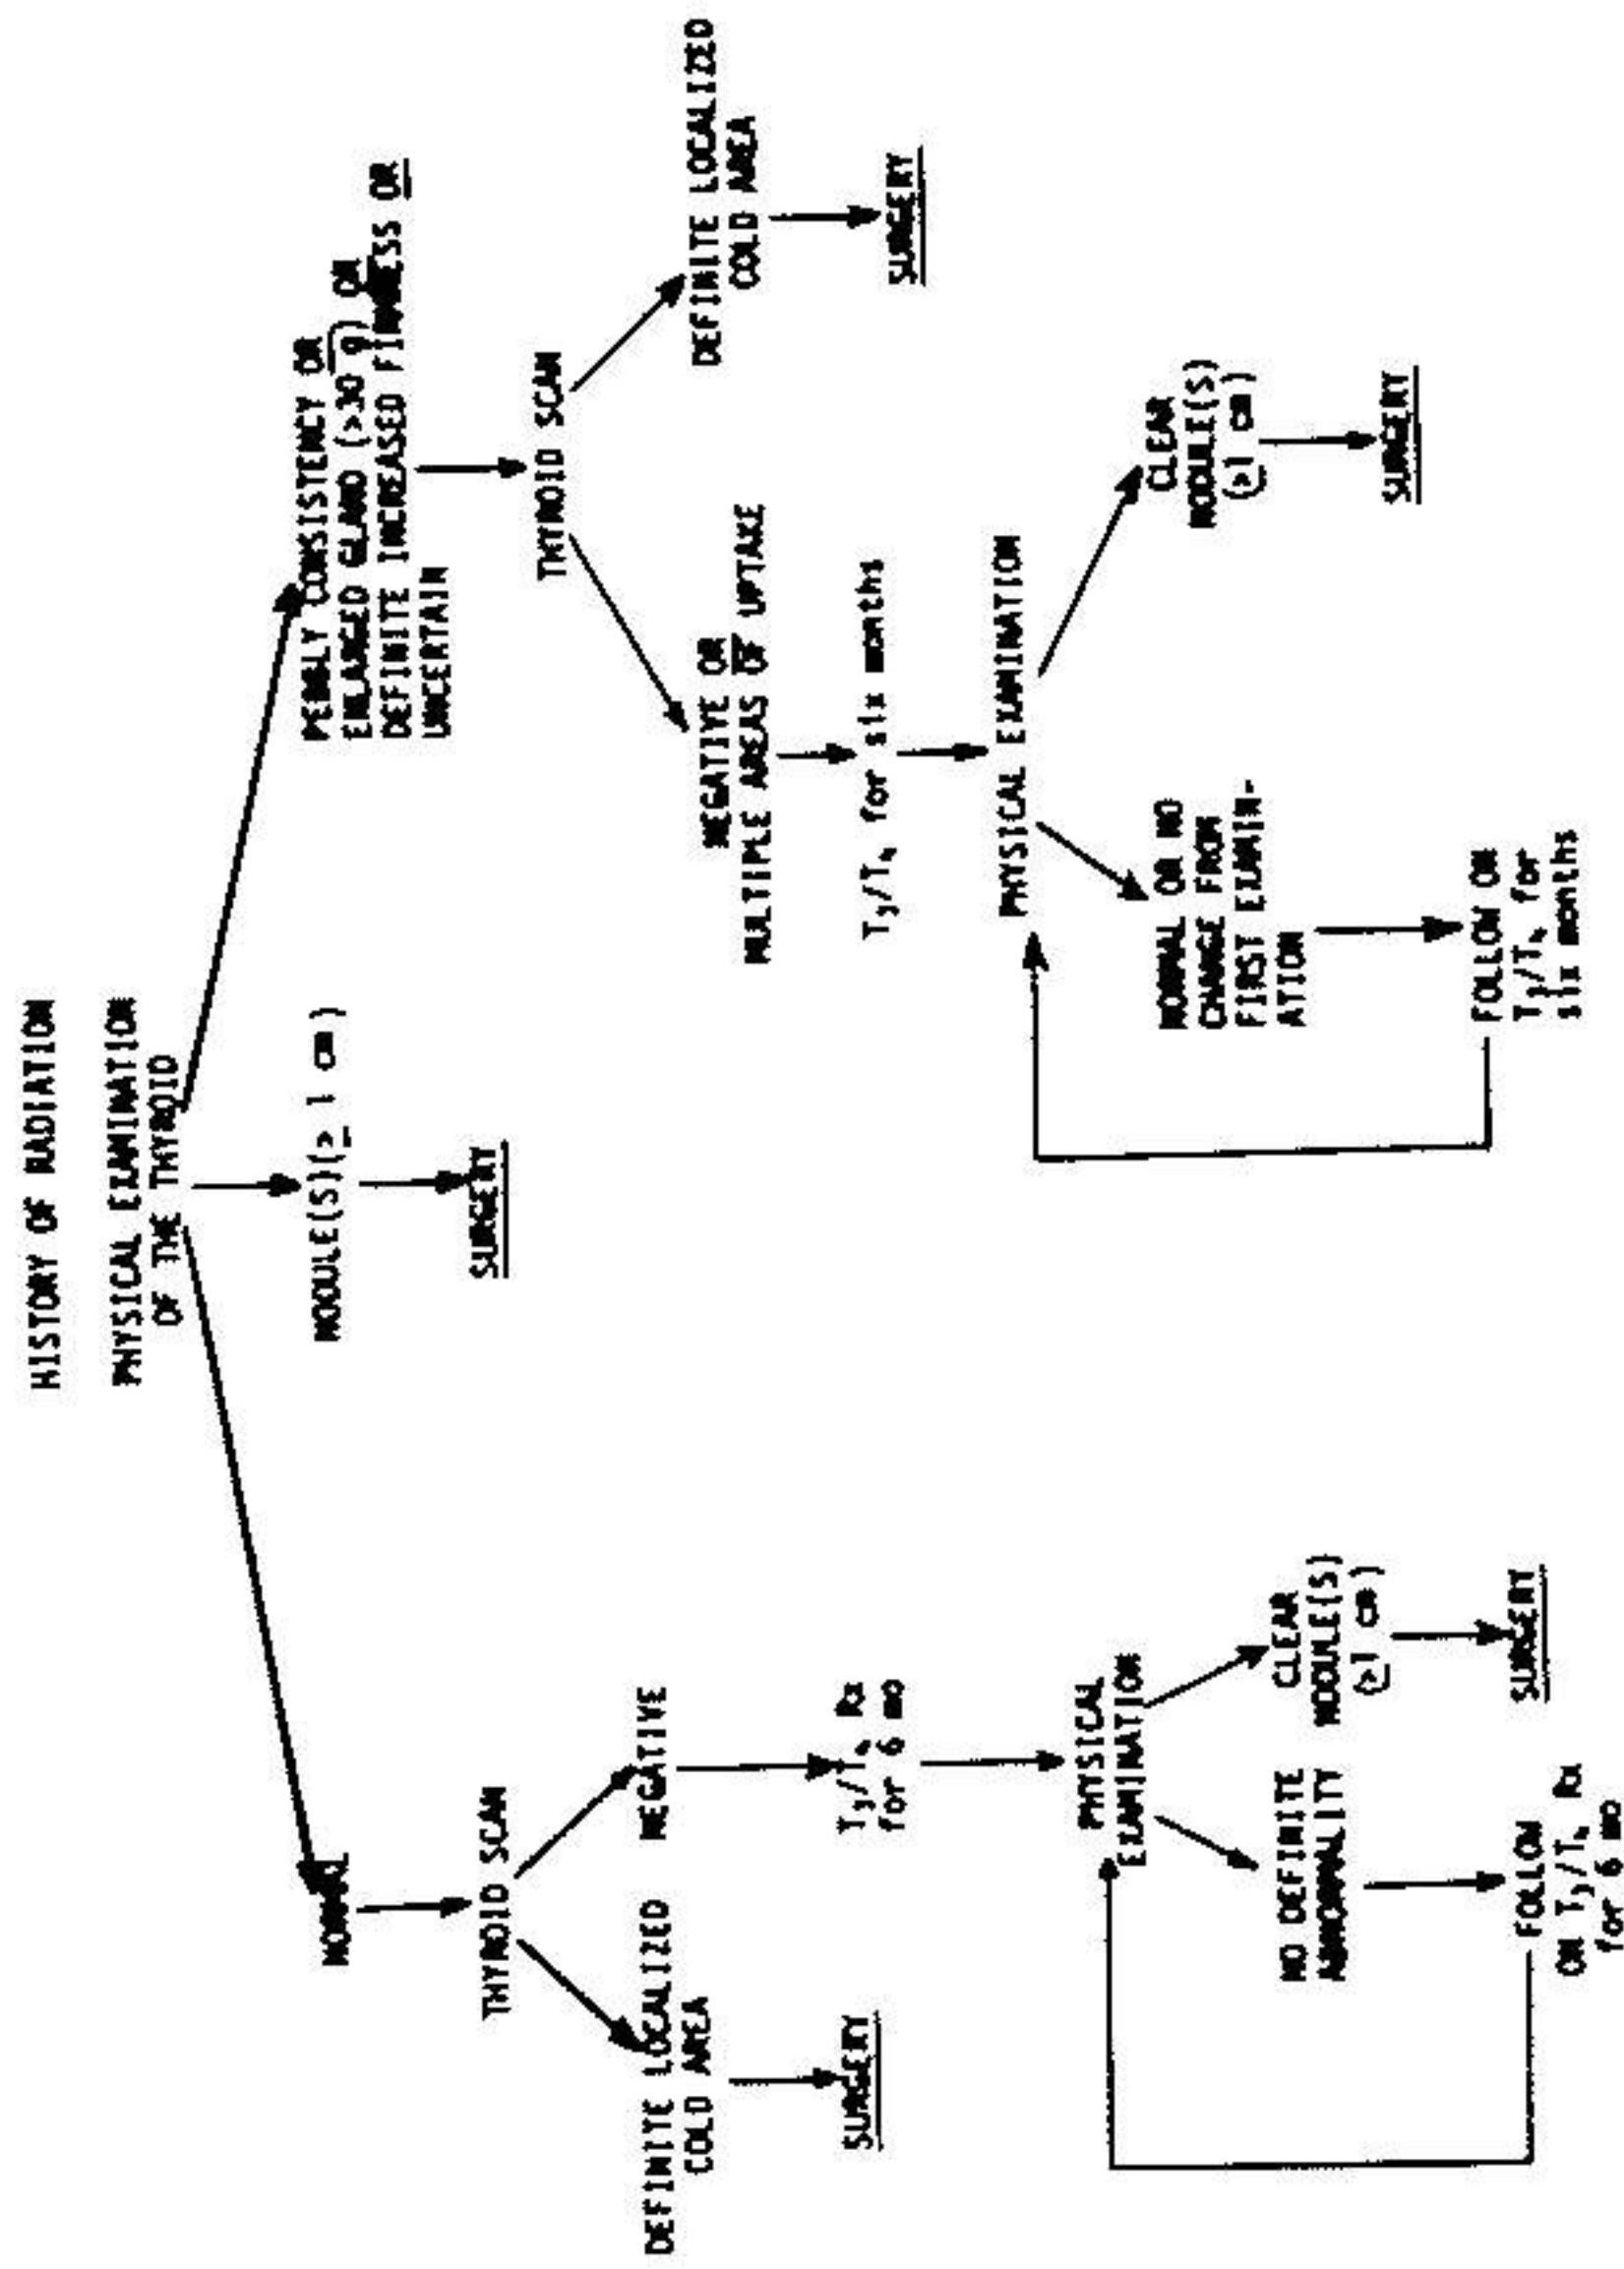 HISTORY OF RADIATION
PHYSICAL EXAMINATION
OF THE THYROID
NORMAL
THYROID SCAN
DEFINITE LOCALIZED
COLD AREA
SURGERY
NEGATIVE
T₃/T₄ Rx
for 6 mo
PHYSICAL
EXAMINATION
NO DEFINITE
ABNORMALITY
FOLLOW
ON T₃/T₄ Rx
for 6 mo
CLEAR
NODULE(S)
(≥1 cm)
SURGERY
NODULE(S)(≥ 1 cm)
SURGERY
PEBBLY CONSISTENCY OR
ENLARGED GLAND (>30 g) OR
DEFINITE INCREASED FIRMNESS OR
UNCERTAIN
THYROID SCAN
NEGATIVE OR
MULTIPLE AREAS OF UPTAKE
T₃/T₄ for six months
PHYSICAL EXAMINATION
NORMAL OR NO
CHANGE FROM
FIRST EXAMIN-
ATION
FOLLOW ON
T₃/T₄ for
six months
CLEAR
NODULE(S)
(≥1 cm)
SURGERY
DEFINITE LOCALIZED
COLD AREA
SURGERY